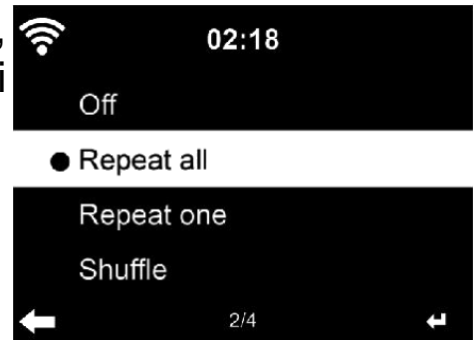 ,
i
02:18
Off
Repeat all
Repeat one
Shuffle
2/4